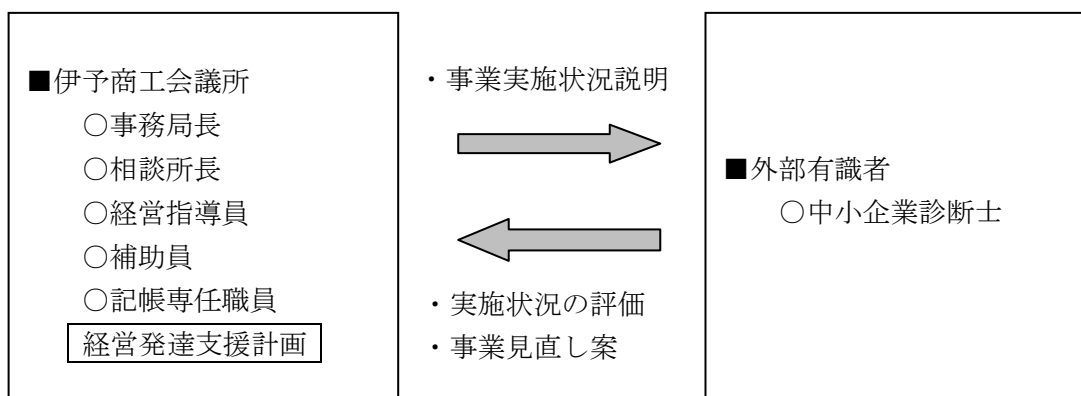 ■伊予商工会議所
○事務局長
○相談所長
○経営指導員
○補助員
○記帳専任職員
経営発達支援計画
・事業実施状況説明
・実施状況の評価
・事業見直し案
■外部有識者
○中小企業診断士